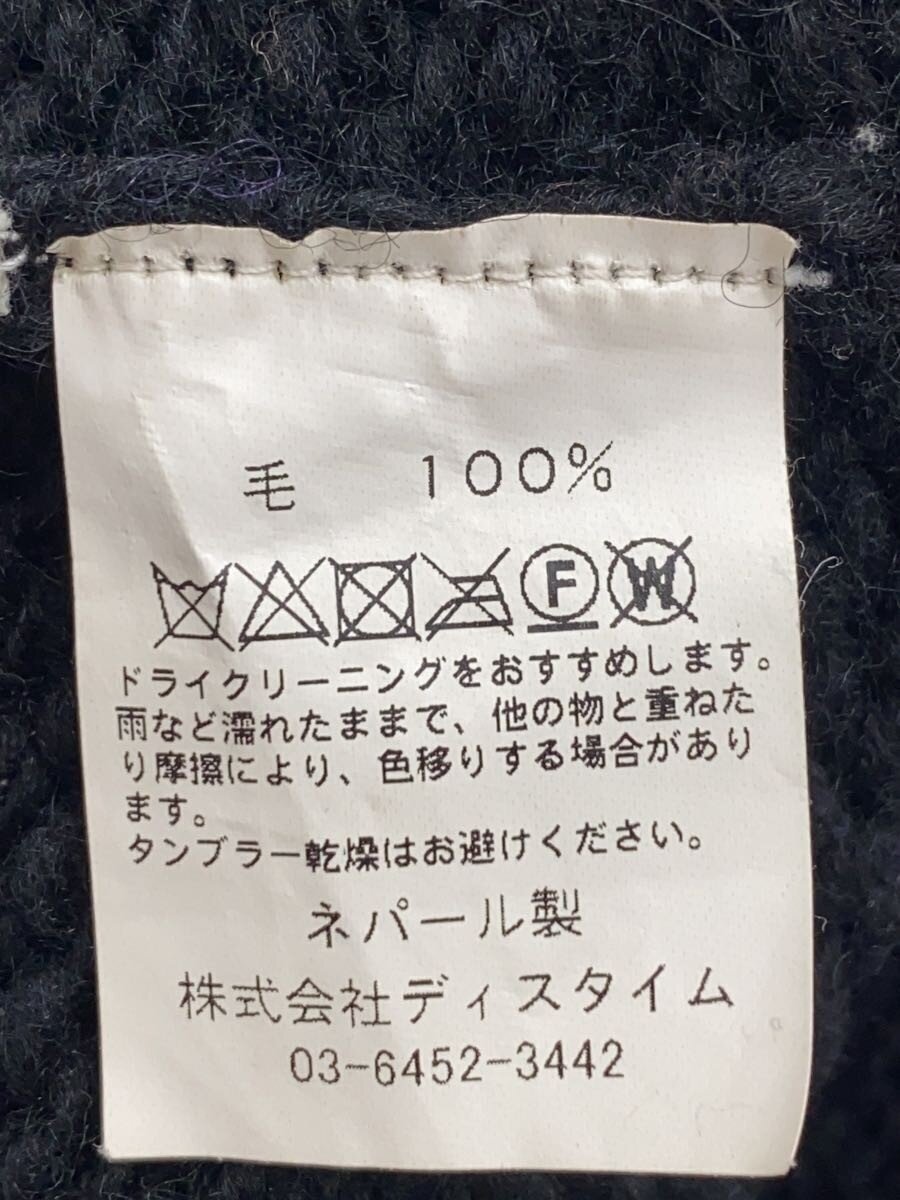 毛 100%
F W
ドライクリーニングをおすすめします。
雨など濡れたままで、他の物と重ねた
り摩擦により、色移りする場合があり
ます。
タンブラー乾燥はお避けください。
ネパール製
株式会社ディスタイム
03-6452-3442